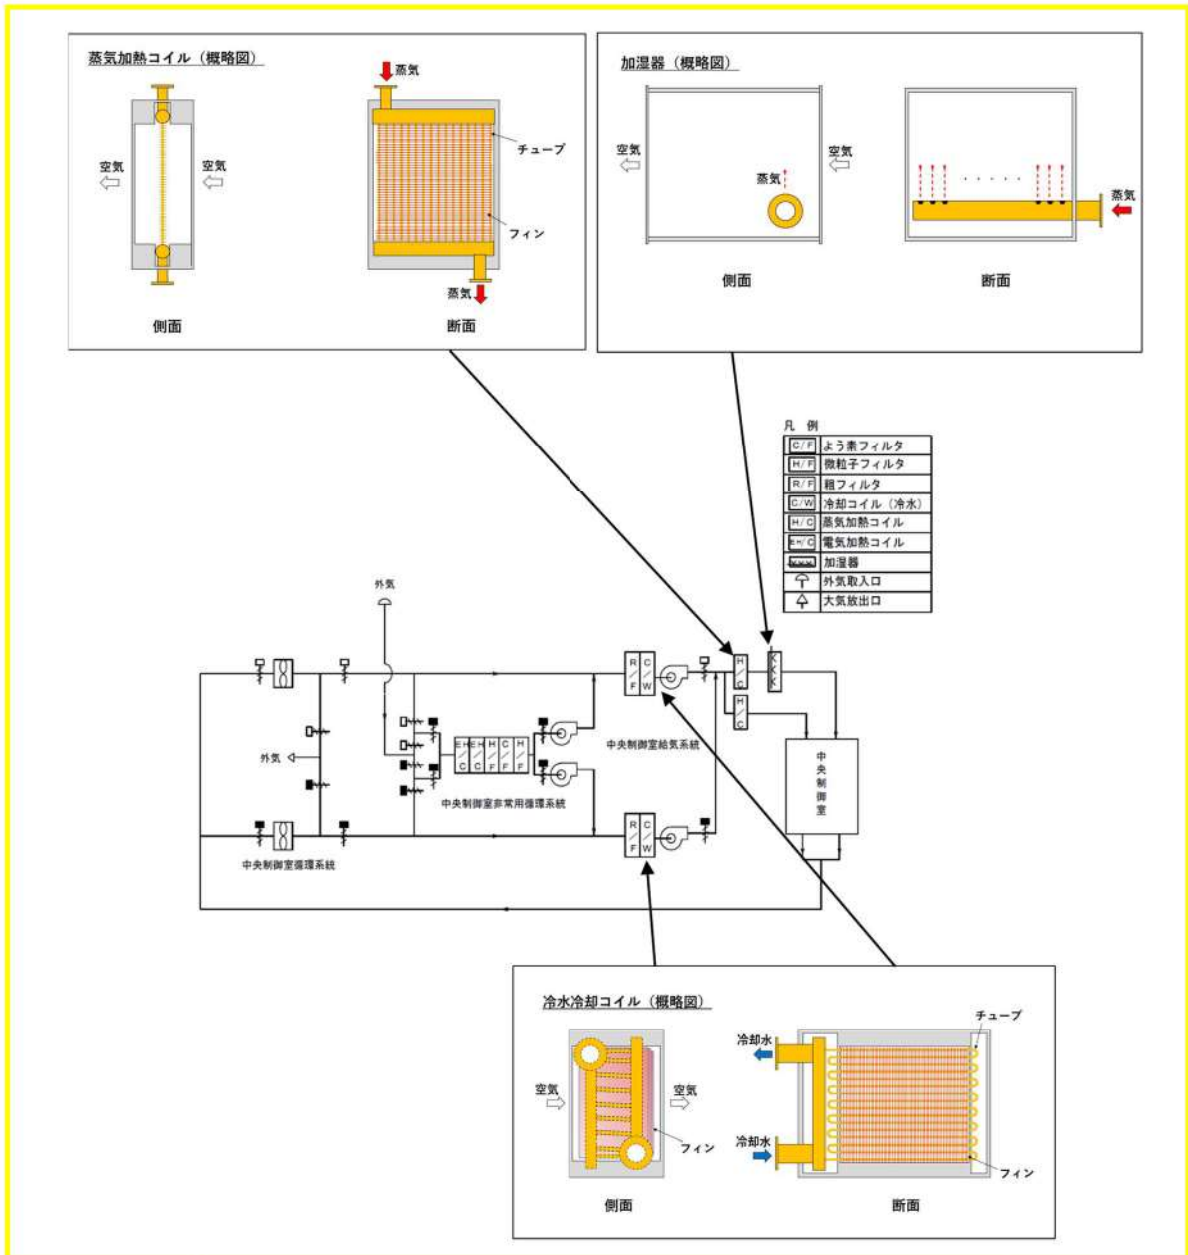 蒸気加熱コイル（概略図）
蒸気
空気
空気
チューブ
フィン
蒸気
側面
断面
加湿器（概略図）
空気
空気
蒸気
蒸気
側面
断面
凡 例
C/F よう素フィルタ
H/F 微粒子フィルタ
R/F 粗フィルタ
C/W 冷却コイル（冷水）
H/C 蒸気加熱コイル
EH/C 電気加熱コイル
加湿器
外気取入口
大気放出口
外気
R/F
C/W
H/C
H/C
外気
EH/C
EH/C
H/F
C/F
H/F
中央制御室給気系統
中央制御室
中央制御室非常用循環系統
R/F
C/W
中央制御室循環系統
冷水冷却コイル（概略図）
空気
空気
フィン
側面
冷却水
冷却水
チューブ
フィン
断面